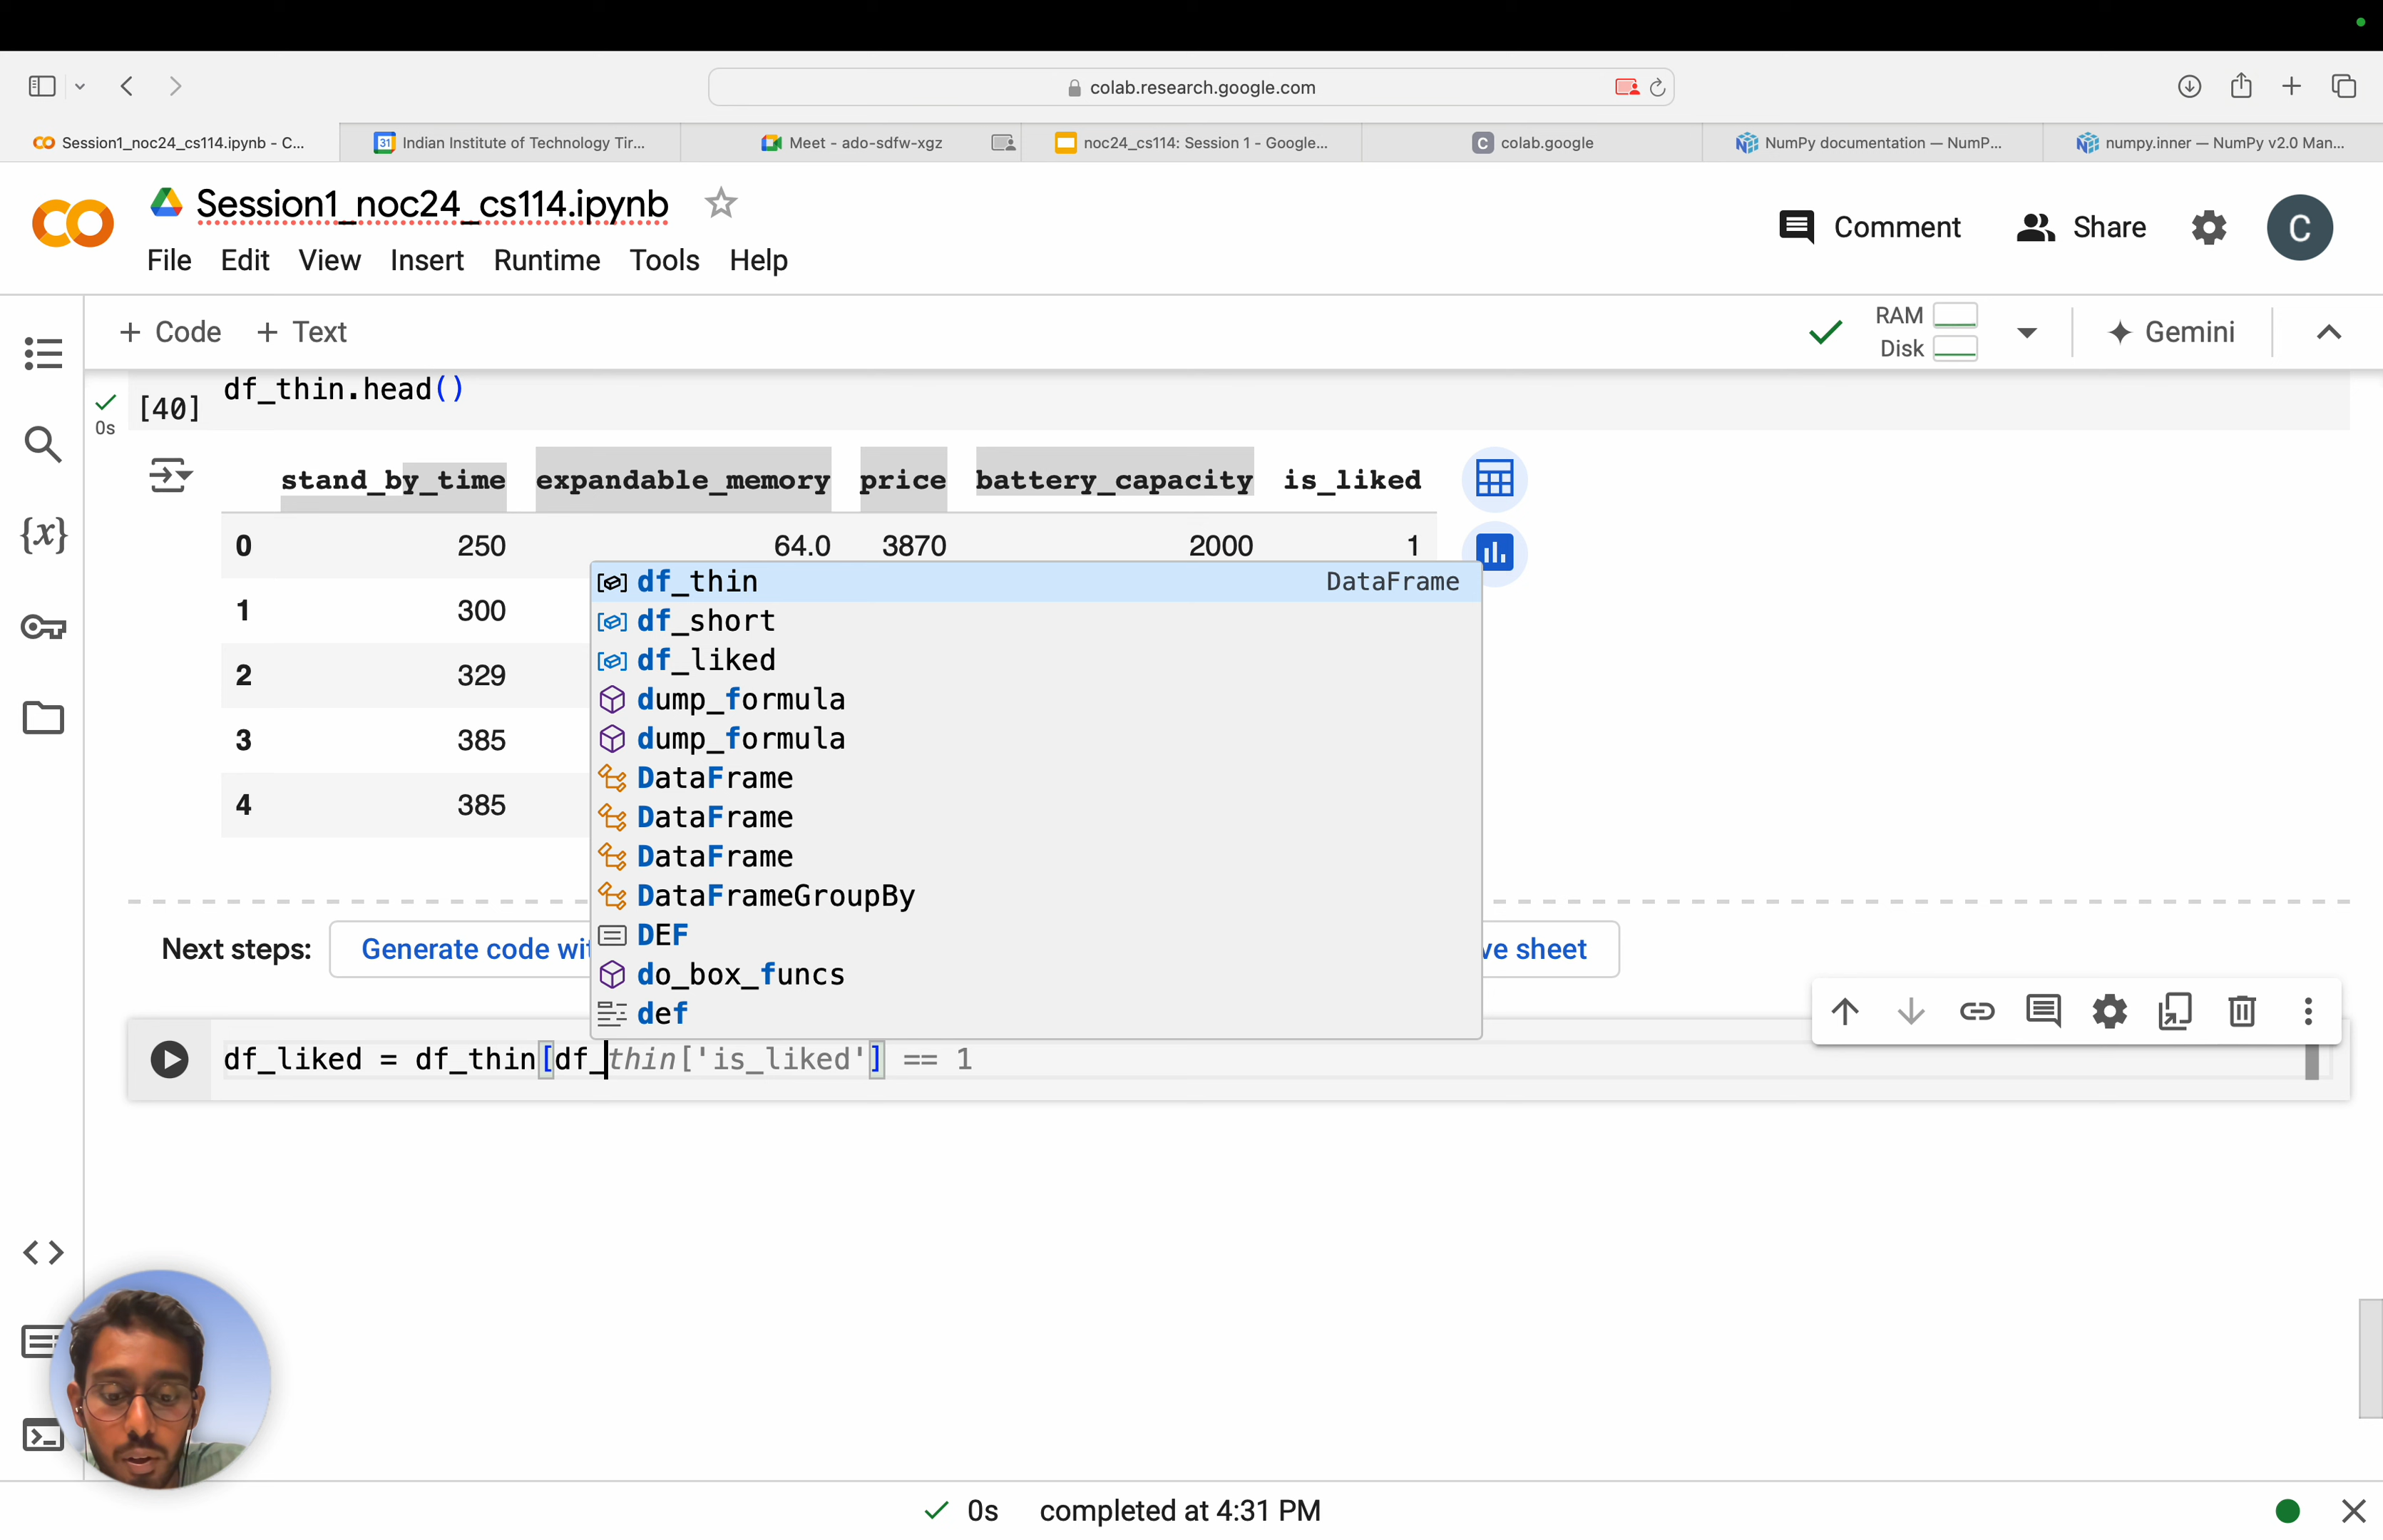 colab.research.google.com
Session1_noc24_cs114.ipynb - C...
31 Indian Institute of Technology Tir...
Meet - ado-sdfw-xgz
noc24_cs114: Session 1 - Google...
C colab.google
NumPy documentation — NumP...
numpy.inner — NumPy v2.0 Man...
Session1_noc24_cs114.ipynb
Comment
Share
C
File Edit View Insert Runtime Tools Help
+ Code + Text
RAM
Disk
Gemini
df_thin.head()
[40]
0s
stand_by_time expandable_memory price battery_capacity is_liked
0 250 64.0 3870 2000 1
1 300
2 329
3 385
4 385
df_thin DataFrame
df_short
df_liked
dump_formula
dump_formula
DataFrame
DataFrame
DataFrame
DataFrameGroupBy
DEF
do_box_funcs
def
{x}
Next steps: Generate code wit
ve sheet
df_liked = df_thin[df_thin['is_liked'] == 1
0s completed at 4:31 PM